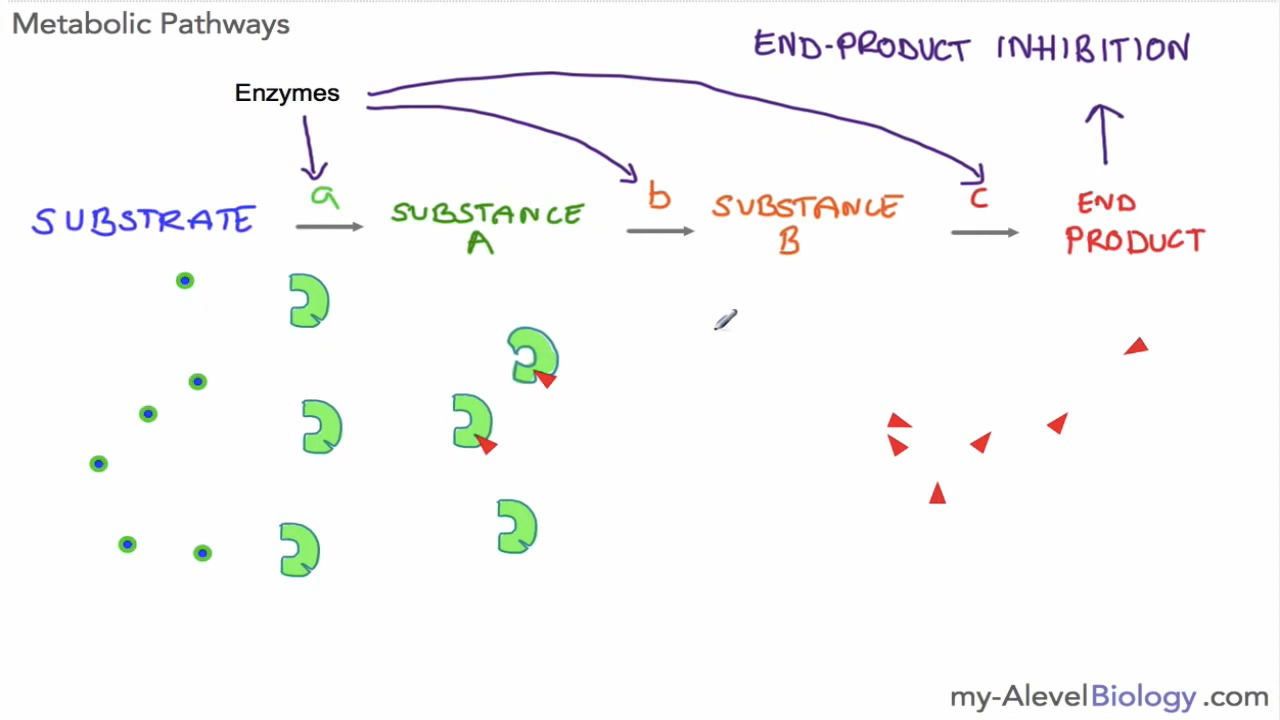 Metabolic Pathways
END-PRODUCT INHIBITION
Enzymes
a
b
c
SUBSTRATE
SUBSTANCE
A
SUBSTANCE
B
END
PRODUCT
my-AlevelBiology.com